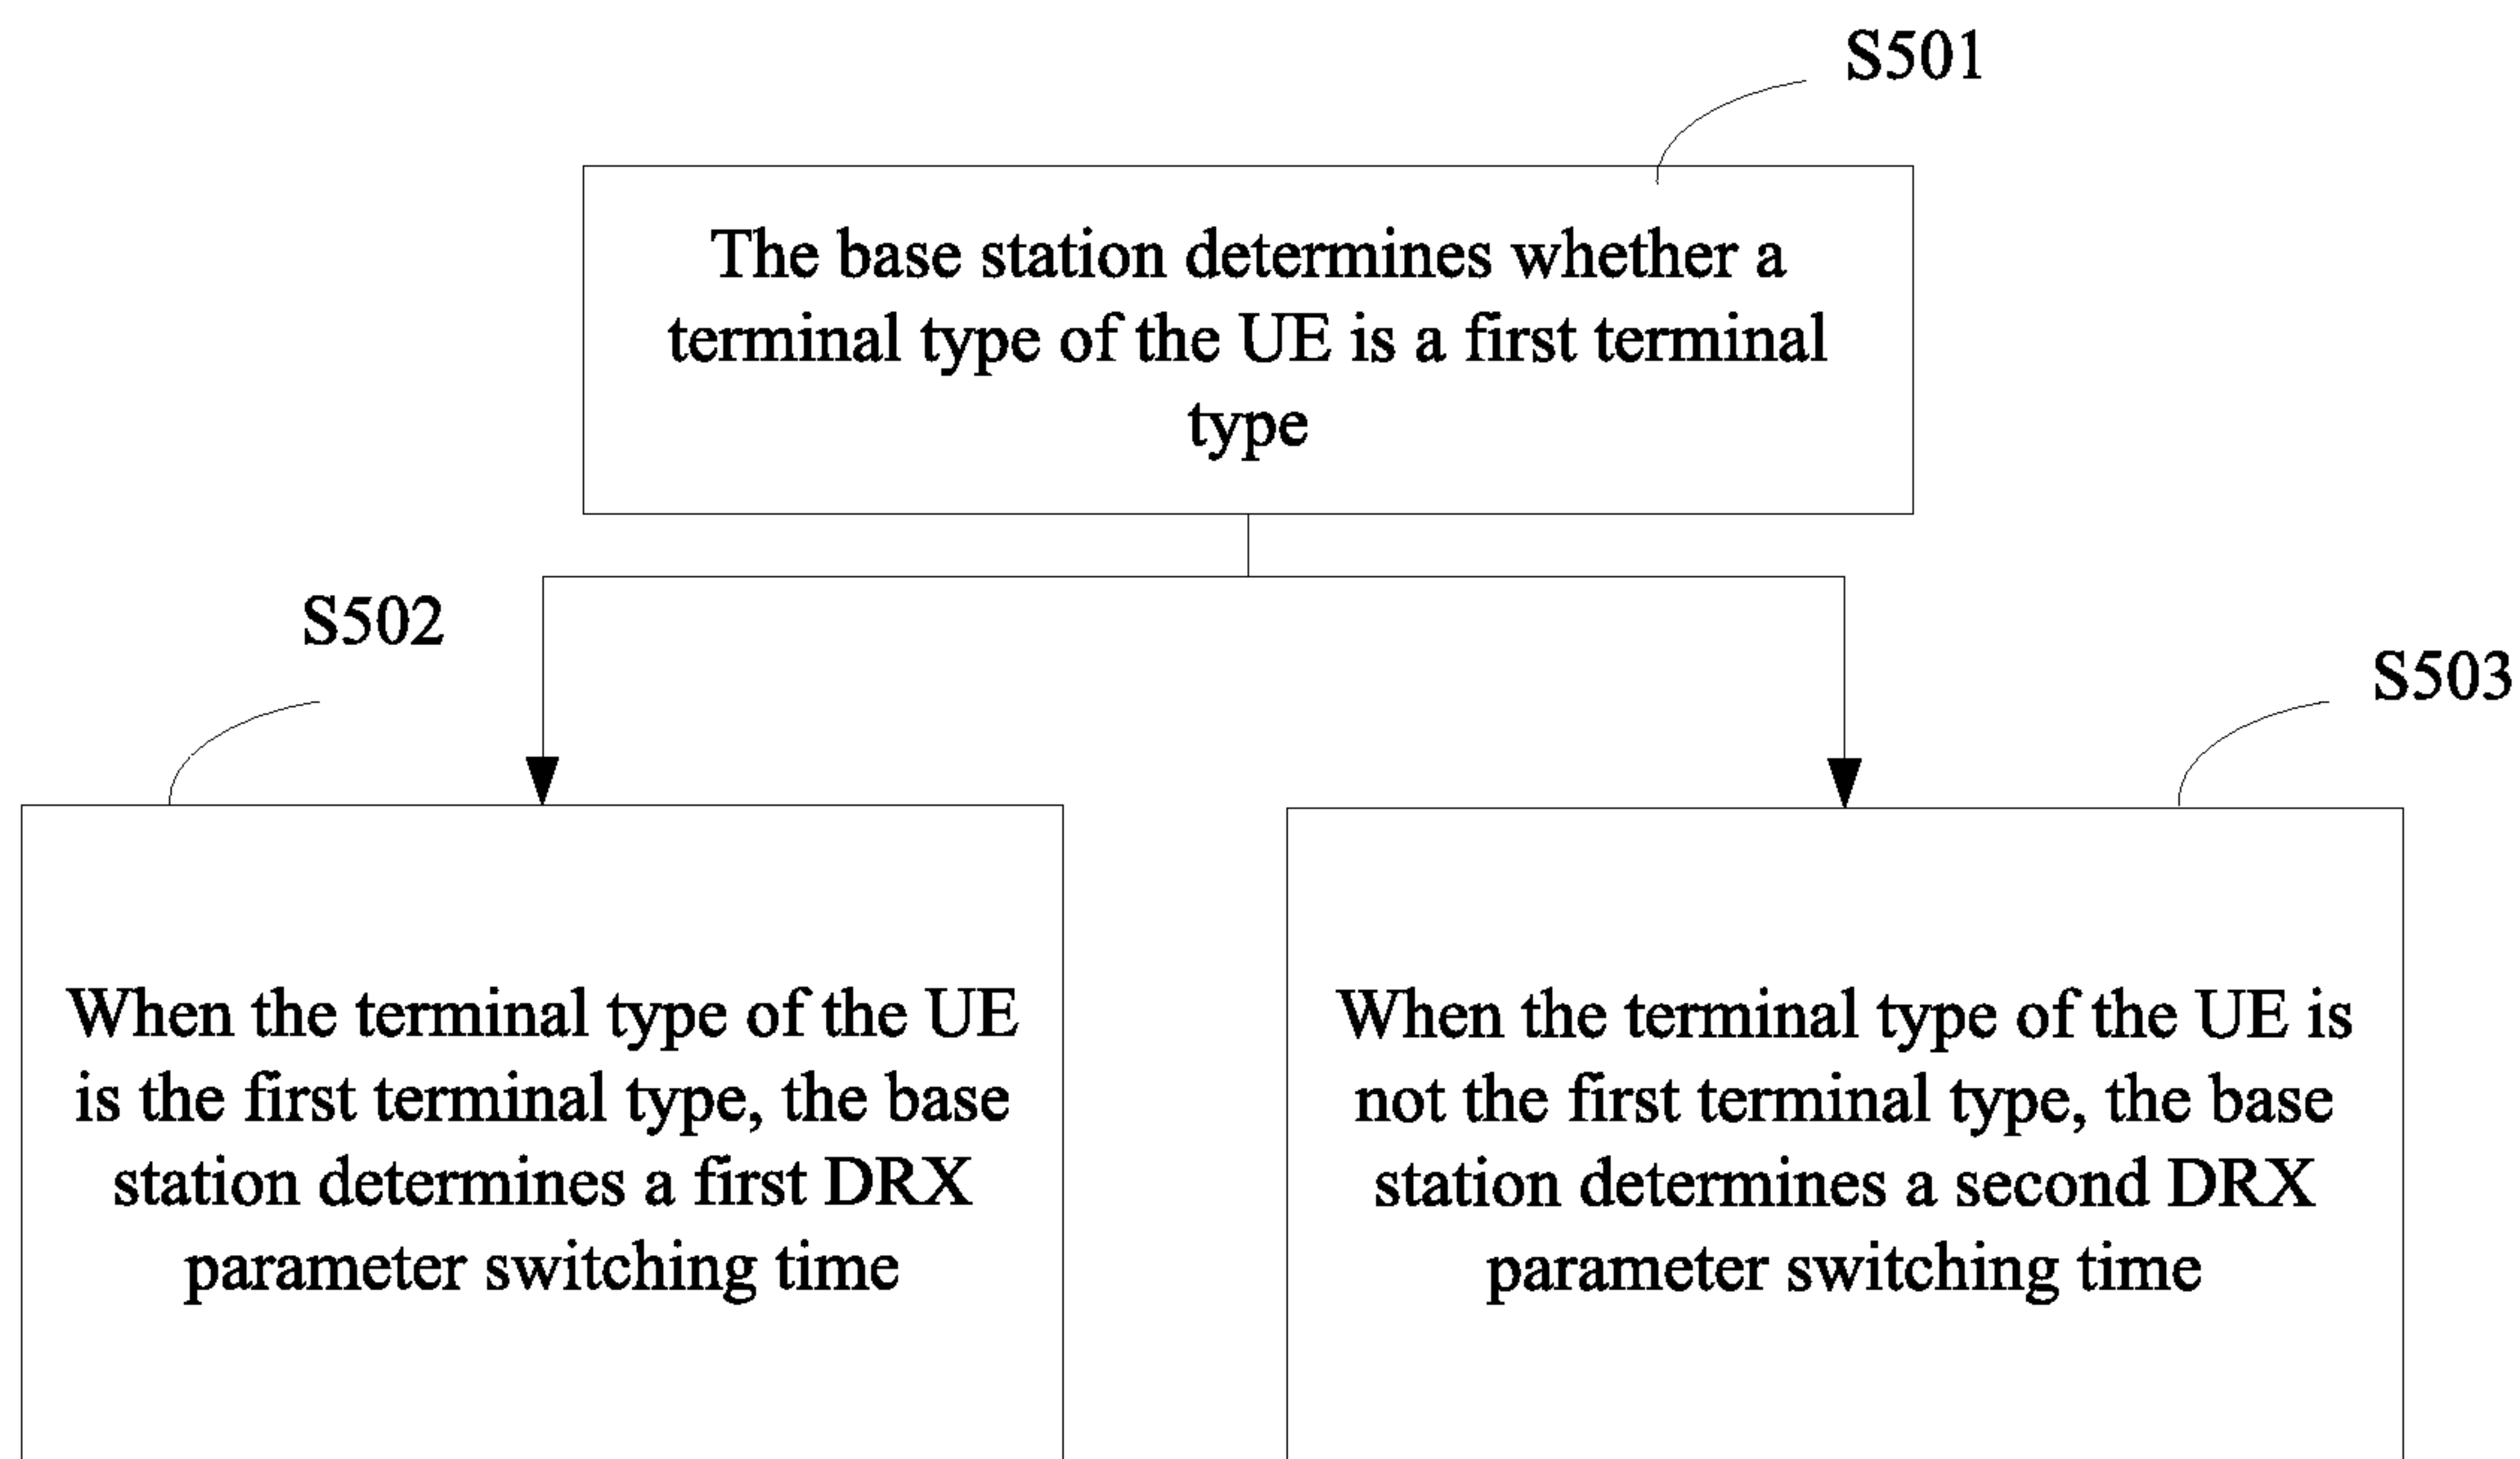 S501
The base station determines whether a
terminal type of the UE is a first terminal
type
S502
S503
When the terminal type of the UE
is the first terminal type, the base
station determines a first DRX
parameter switching time
When the terminal type of the UE is
not the first terminal type, the base
station determines a second DRX
parameter switching time